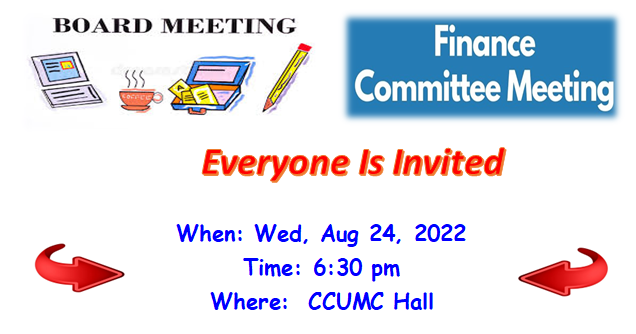 BOARD MEETING
Finance
Committee Meeting
Everyone Is Invited
When: Wed, Aug 24, 2022
Time: 6:30 pm
Where: CCUMC Hall